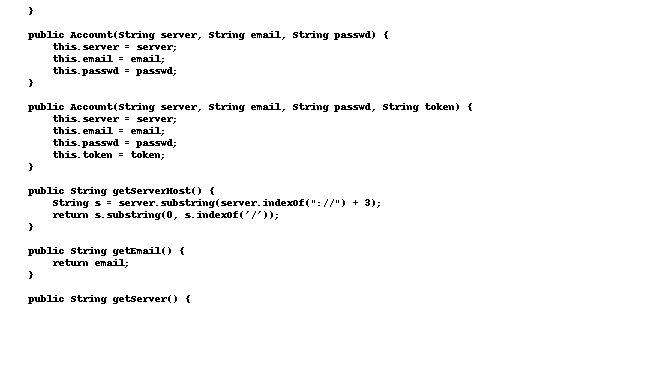 }

public Account(String server, String email, String passwd) {
    this.server = server;
    this.email = email;
    this.passwd = passwd;
}

public Account(String server, String email, String passwd, String token) {
    this.server = server;
    this.email = email;
    this.passwd = passwd;
    this.token = token;
}

public String getServerHost() {
    String s = server.substring(server.indexOf("://") + 3);
    return s.substring(0, s.indexOf('/'));
}

public String getEmail() {
    return email;
}

public String getServer() {